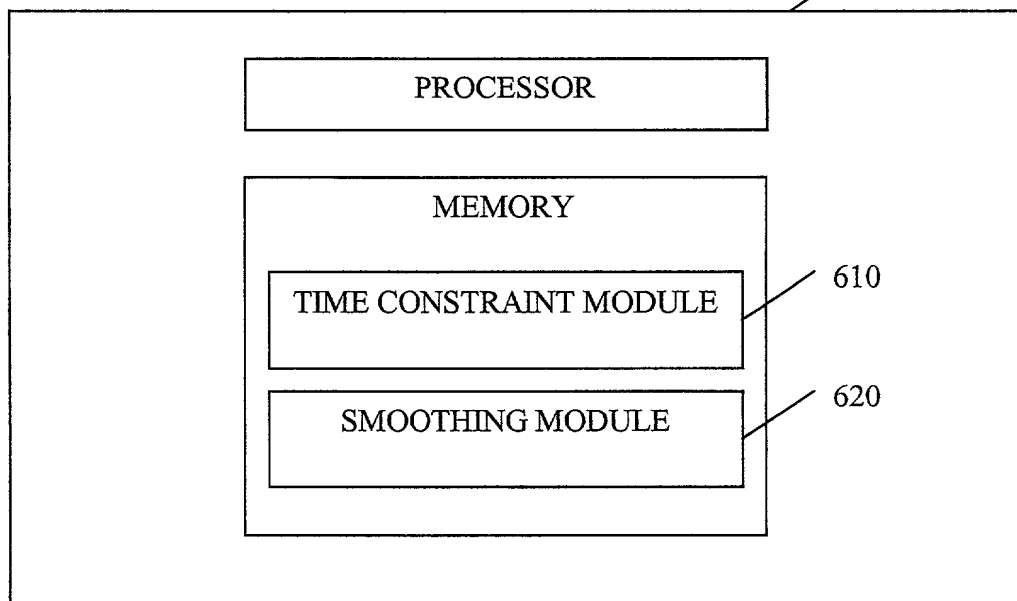 PROCESSOR
MEMORY
TIME CONSTRAINT MODULE
610
SMOOTHING MODULE
620